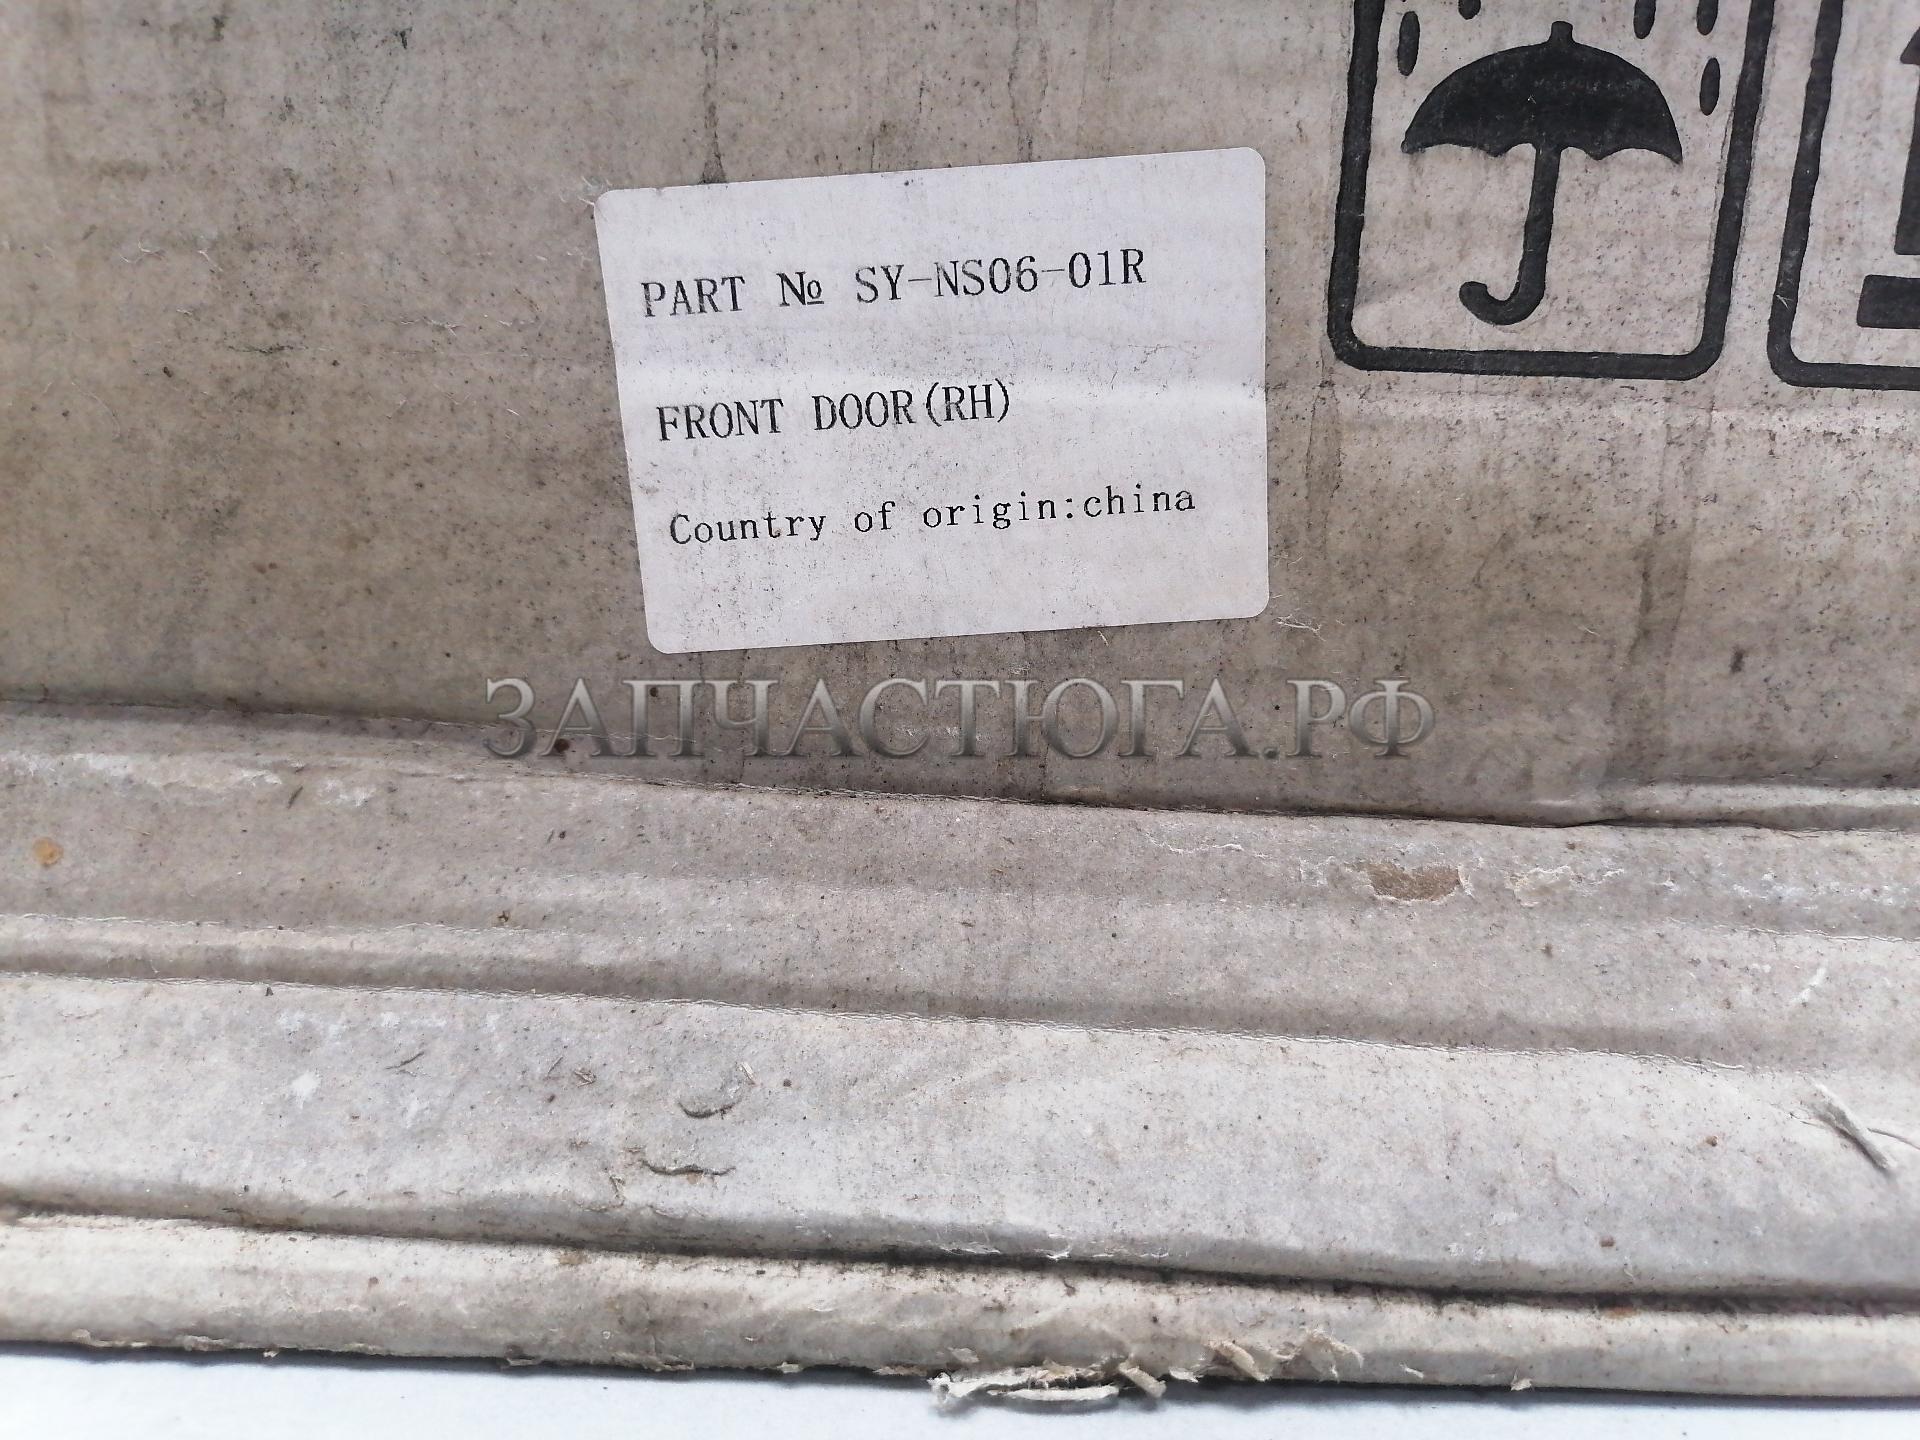 PART № SY-NS06-01R
FRONT DOOR(RH)
Country of origin:china
ЗАПЧАСТЮГА.РФ